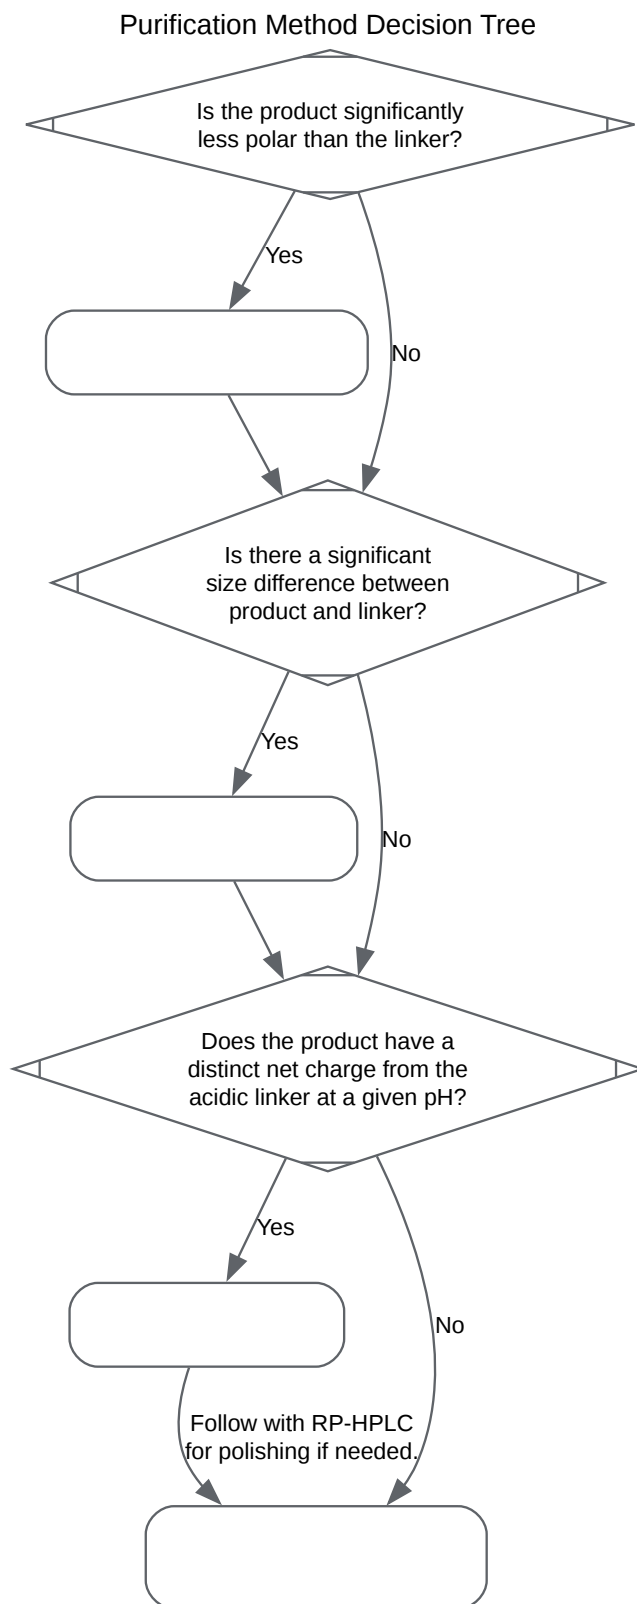 Purification Method Decision Tree
Is the product significantly
less polar than the linker?
Yes
No
Is there a significant
size difference between
product and linker?
Yes
No
Does the product have a
distinct net charge from the
acidic linker at a given pH?
Yes
No
Follow with RP-HPLC
for polishing if needed.